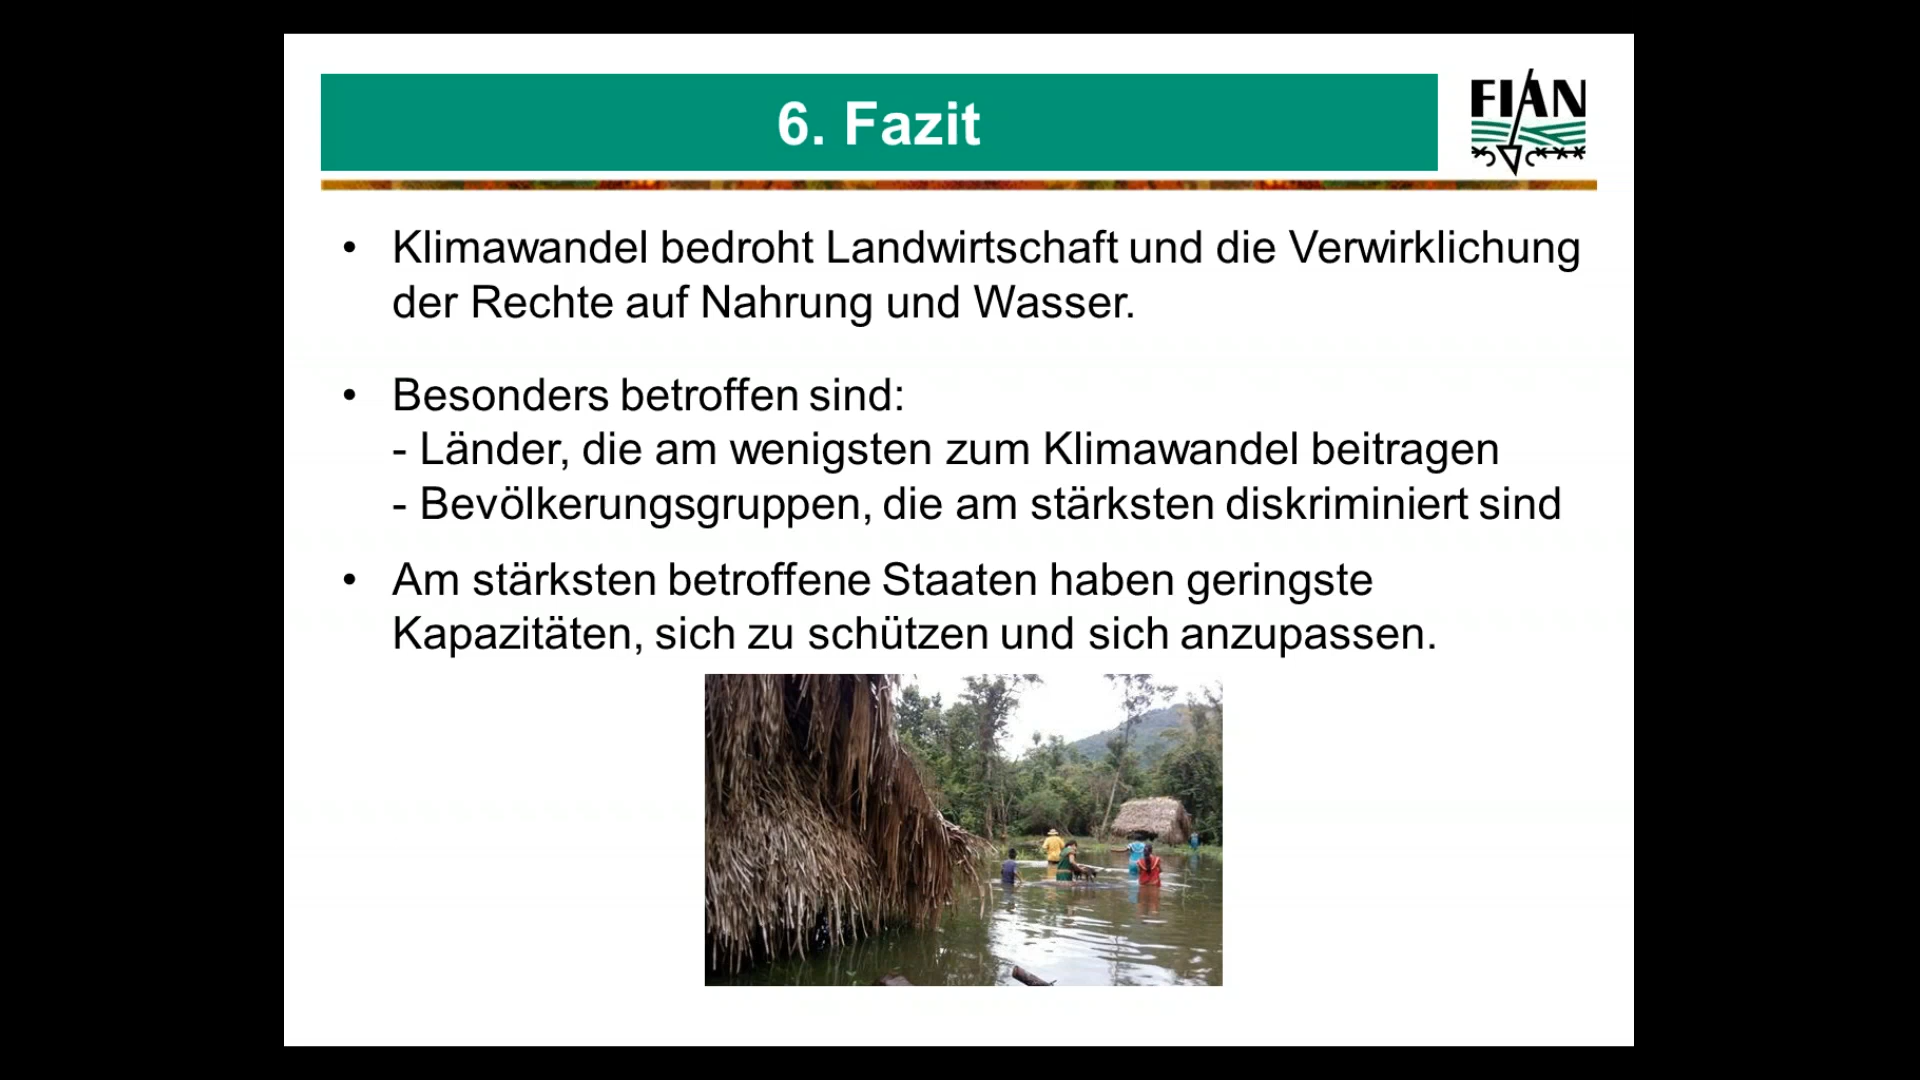 6. Fazit
FIAN
• Klimawandel bedroht Landwirtschaft und die Verwirklichung
der Rechte auf Nahrung und Wasser.
• Besonders betroffen sind:
- Länder, die am wenigsten zum Klimawandel beitragen
- Bevölkerungsgruppen, die am stärksten diskriminiert sind
• Am stärksten betroffene Staaten haben geringste
Kapazitäten, sich zu schützen und sich anzupassen.